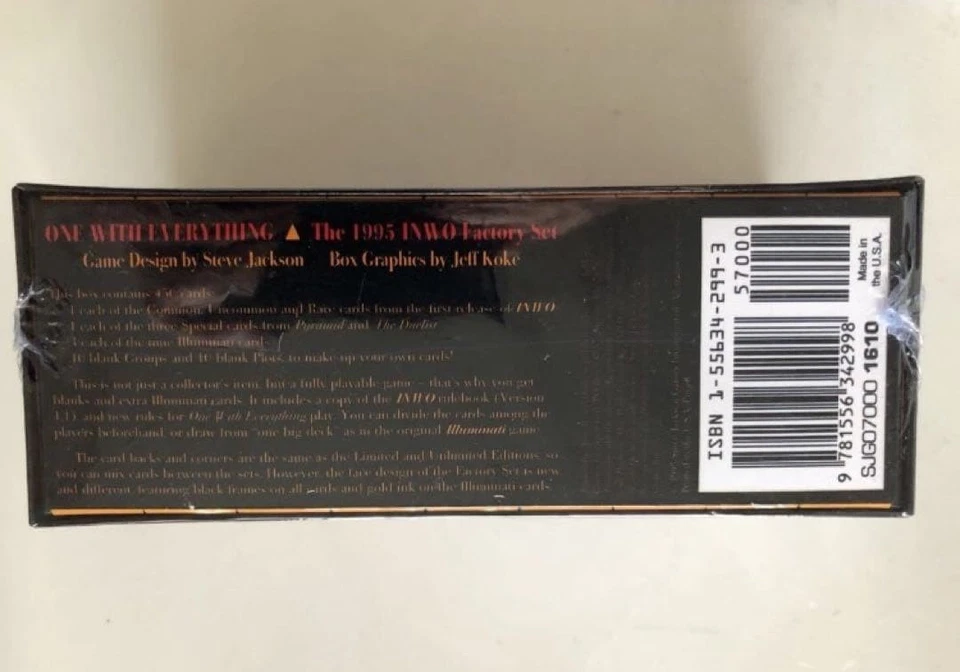 ONE WITH EVERYTHING ▲ The 1995 INWO Factory Set
Game Design by Steve Jackson Box Graphics by Jeff Koke
This box contains 456 cards
1 each of the Common, Uncommon and Rare cards from the first release of INWO
1 each of the three Special cards from Pyramid and The Duelist
each of the nine Illuminati cards
10 blank Groups and 10 blank Plots, to make up your own cards!
This is not just a collector's item, but a fully playable game – that's why you get
blanks and extra Illuminati cards. It includes a copy of the INWO rulebook (Version
1.1), and new rules for One With Everything play. You can divide the cards among the
players beforehand, or draw from "one big deck" as in the original Illuminati game.
The card backs and corners are the same as the Limited and Unlimited Editions, so
you can mix cards between the sets. However, the face design of the Factory Set is new
and different, featuring black frames on all cards and gold ink on the Illuminati cards.
ISBN 1-55634-299-3
57000
9 781556 342998
SJG07000 1610
Made in
the U.S.A.